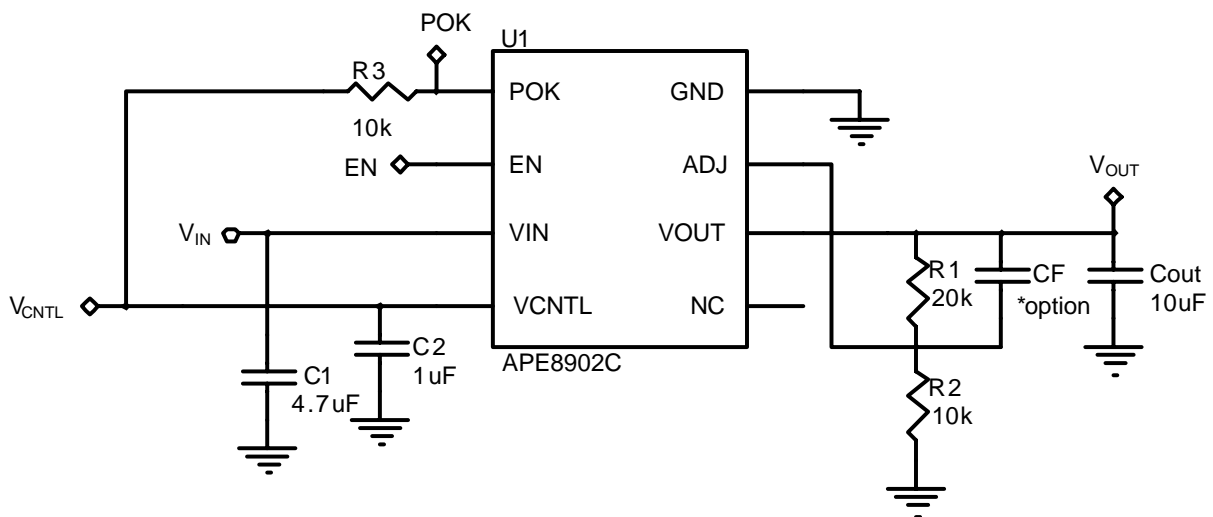 POK
U1
R3
POK
GND
10k
EN
EN
ADJ
VOUT
VIN
VIN
VOUT
R1
20k
CF
*option
Cout
10uF
VCNTL
VCNTL
NC
C2
1uF
APE8902C
C1
4.7uF
R2
10k